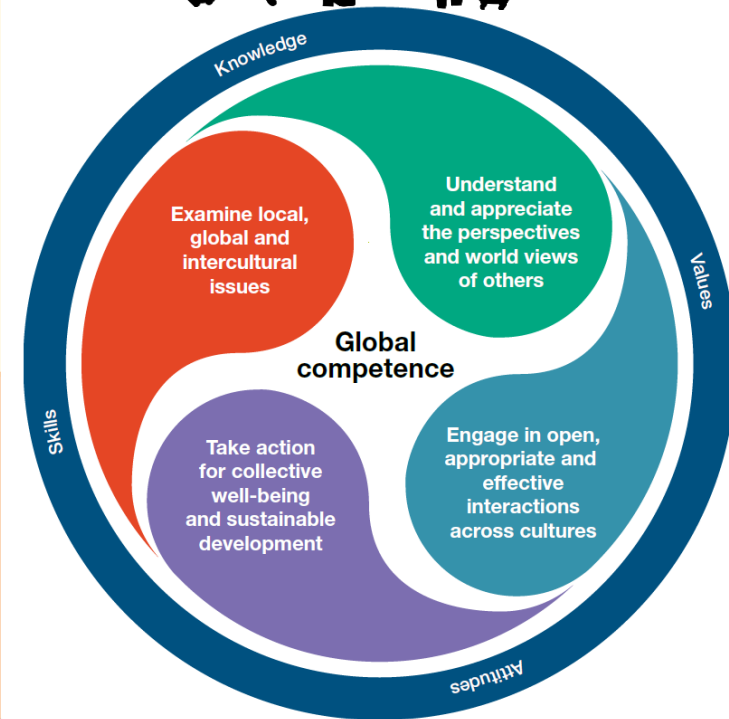 Knowledge
Examine local,
global and
intercultural
issues
Understand
and appreciate
the perspectives
and world views
of others
Values
Global
competence
Skills
Take action
for collective
well-being
and sustainable
development
Engage in open,
appropriate and
effective
interactions
across cultures
Attitudes